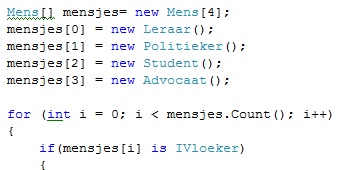 Mens[] mensjes= new Mens[4];
mensjes[0] = new Leraar();
mensjes[1] = new Politieker();
mensjes[2] = new Student();
mensjes[3] = new Advocaat();
for (int i = 0; i < mensjes.Count(); i++)
{
if(mensjes[i] is IVloeker)
{